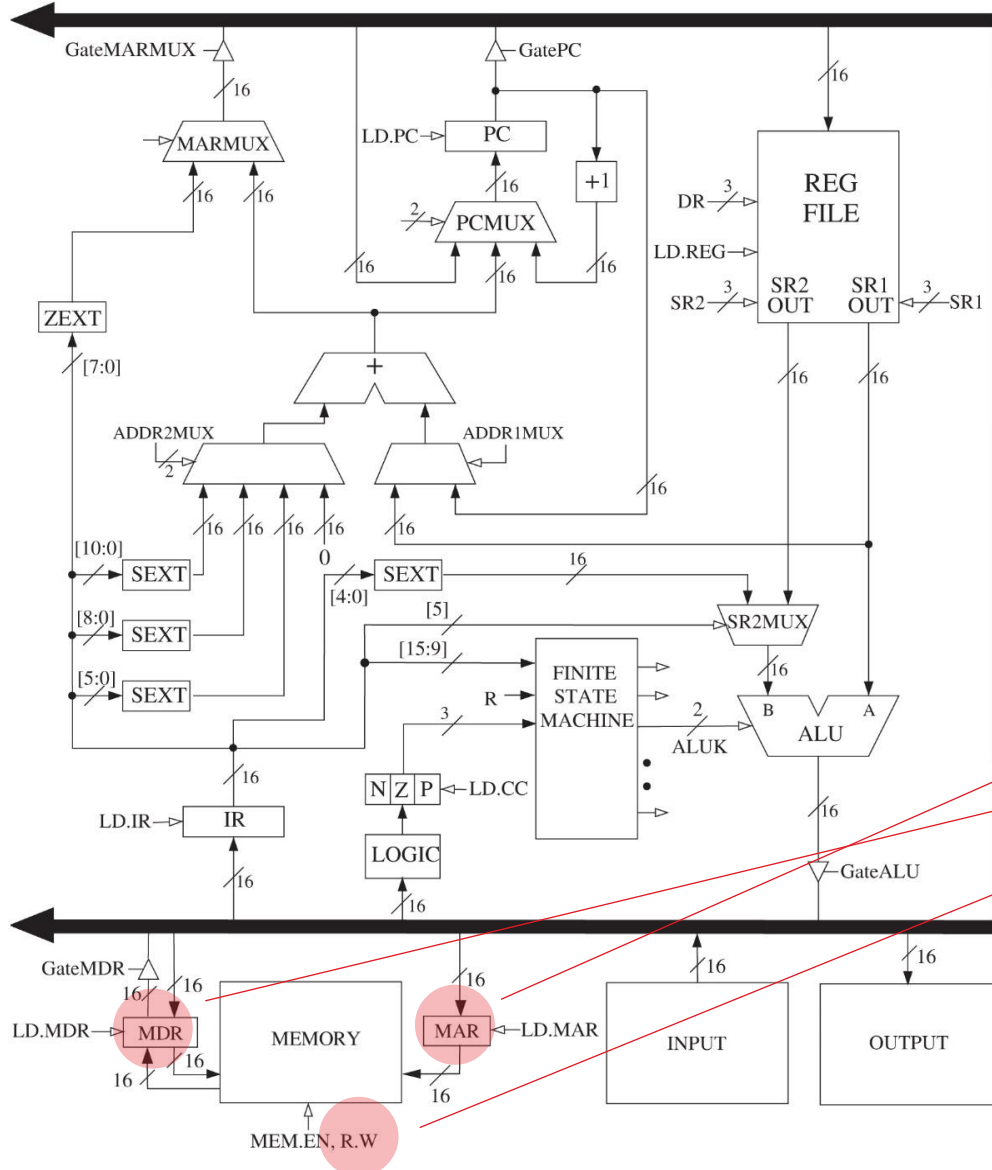 GateMARMUX
GatePC
16
16
MARMUX
LD.PC
PC
16
16
16
+1
2
PCMUX
16
16
16
REG
FILE
DR
3
LD.REG
SR2
3
SR2
OUT
SR1
OUT
3
SR1
ZEXT
[7:0]
+
16
16
ADDR2MUX
2
ADDR1MUX
16
16
16
16
16
16
0
[10:0]
SEXT
[4:0]
SEXT
16
[8:0]
SEXT
[5]
SR2MUX
[15:9]
16
[5:0]
SEXT
FINITE
STATE
MACHINE
R
3
2
ALUK
B
A
ALU
16
N Z P
LD.CC
LD.IR
IR
LOGIC
16
16
16
GateALU
GateMDR
16
16
16
16
16
LD.MDR
MDR
MEMORY
MAR
LD.MAR
INPUT
OUTPUT
16
16
16
MEM.EN, R.W